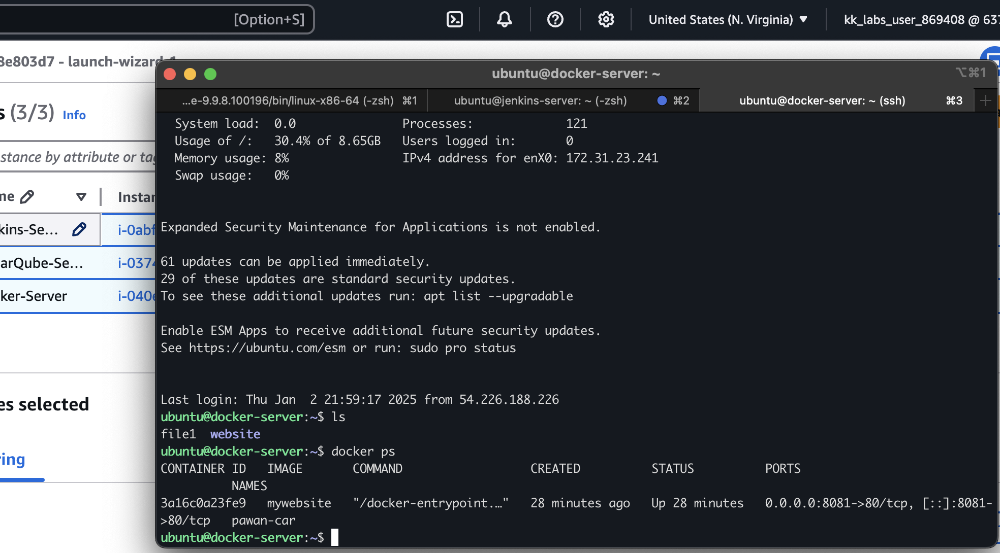 [Option+S]
United States (N. Virginia) ▼
kk_labs_user_869408 @ 637
8e803d7 - launch-wizard-1
s (3/3) Info
stance by attribute or tag
me
Instan
kins-Se...
i-0abf
arQube-Se...
i-0374
ker-Server
i-040e
es selected
ring
ubuntu@docker-server: ~
⌥⌘1
...e-9.9.8.100196/bin/linux-x86-64 (-zsh) ⌘1
ubuntu@jenkins-server: ~ (-zsh) ⌘2
ubuntu@docker-server: ~ (ssh) ⌘3
System load: 0.0 Processes: 121
Usage of /: 30.4% of 8.65GB Users logged in: 0
Memory usage: 8% IPv4 address for enX0: 172.31.23.241
Swap usage: 0%
Expanded Security Maintenance for Applications is not enabled.
61 updates can be applied immediately.
29 of these updates are standard security updates.
To see these additional updates run: apt list --upgradable
Enable ESM Apps to receive additional future security updates.
See https://ubuntu.com/esm or run: sudo pro status
Last login: Thu Jan  2 21:59:17 2025 from 54.226.188.226
ubuntu@docker-server:~$ ls
file1  website
ubuntu@docker-server:~$ docker ps
CONTAINER ID   IMAGE       COMMAND                  CREATED          STATUS          PORTS
NAMES
3a16c0a23fe9   mywebsite   "/docker-entrypoint.…"   28 minutes ago   Up 28 minutes   0.0.0.0:8081->80/tcp, [::]:8081-
>80/tcp   pawan-car
ubuntu@docker-server:~$